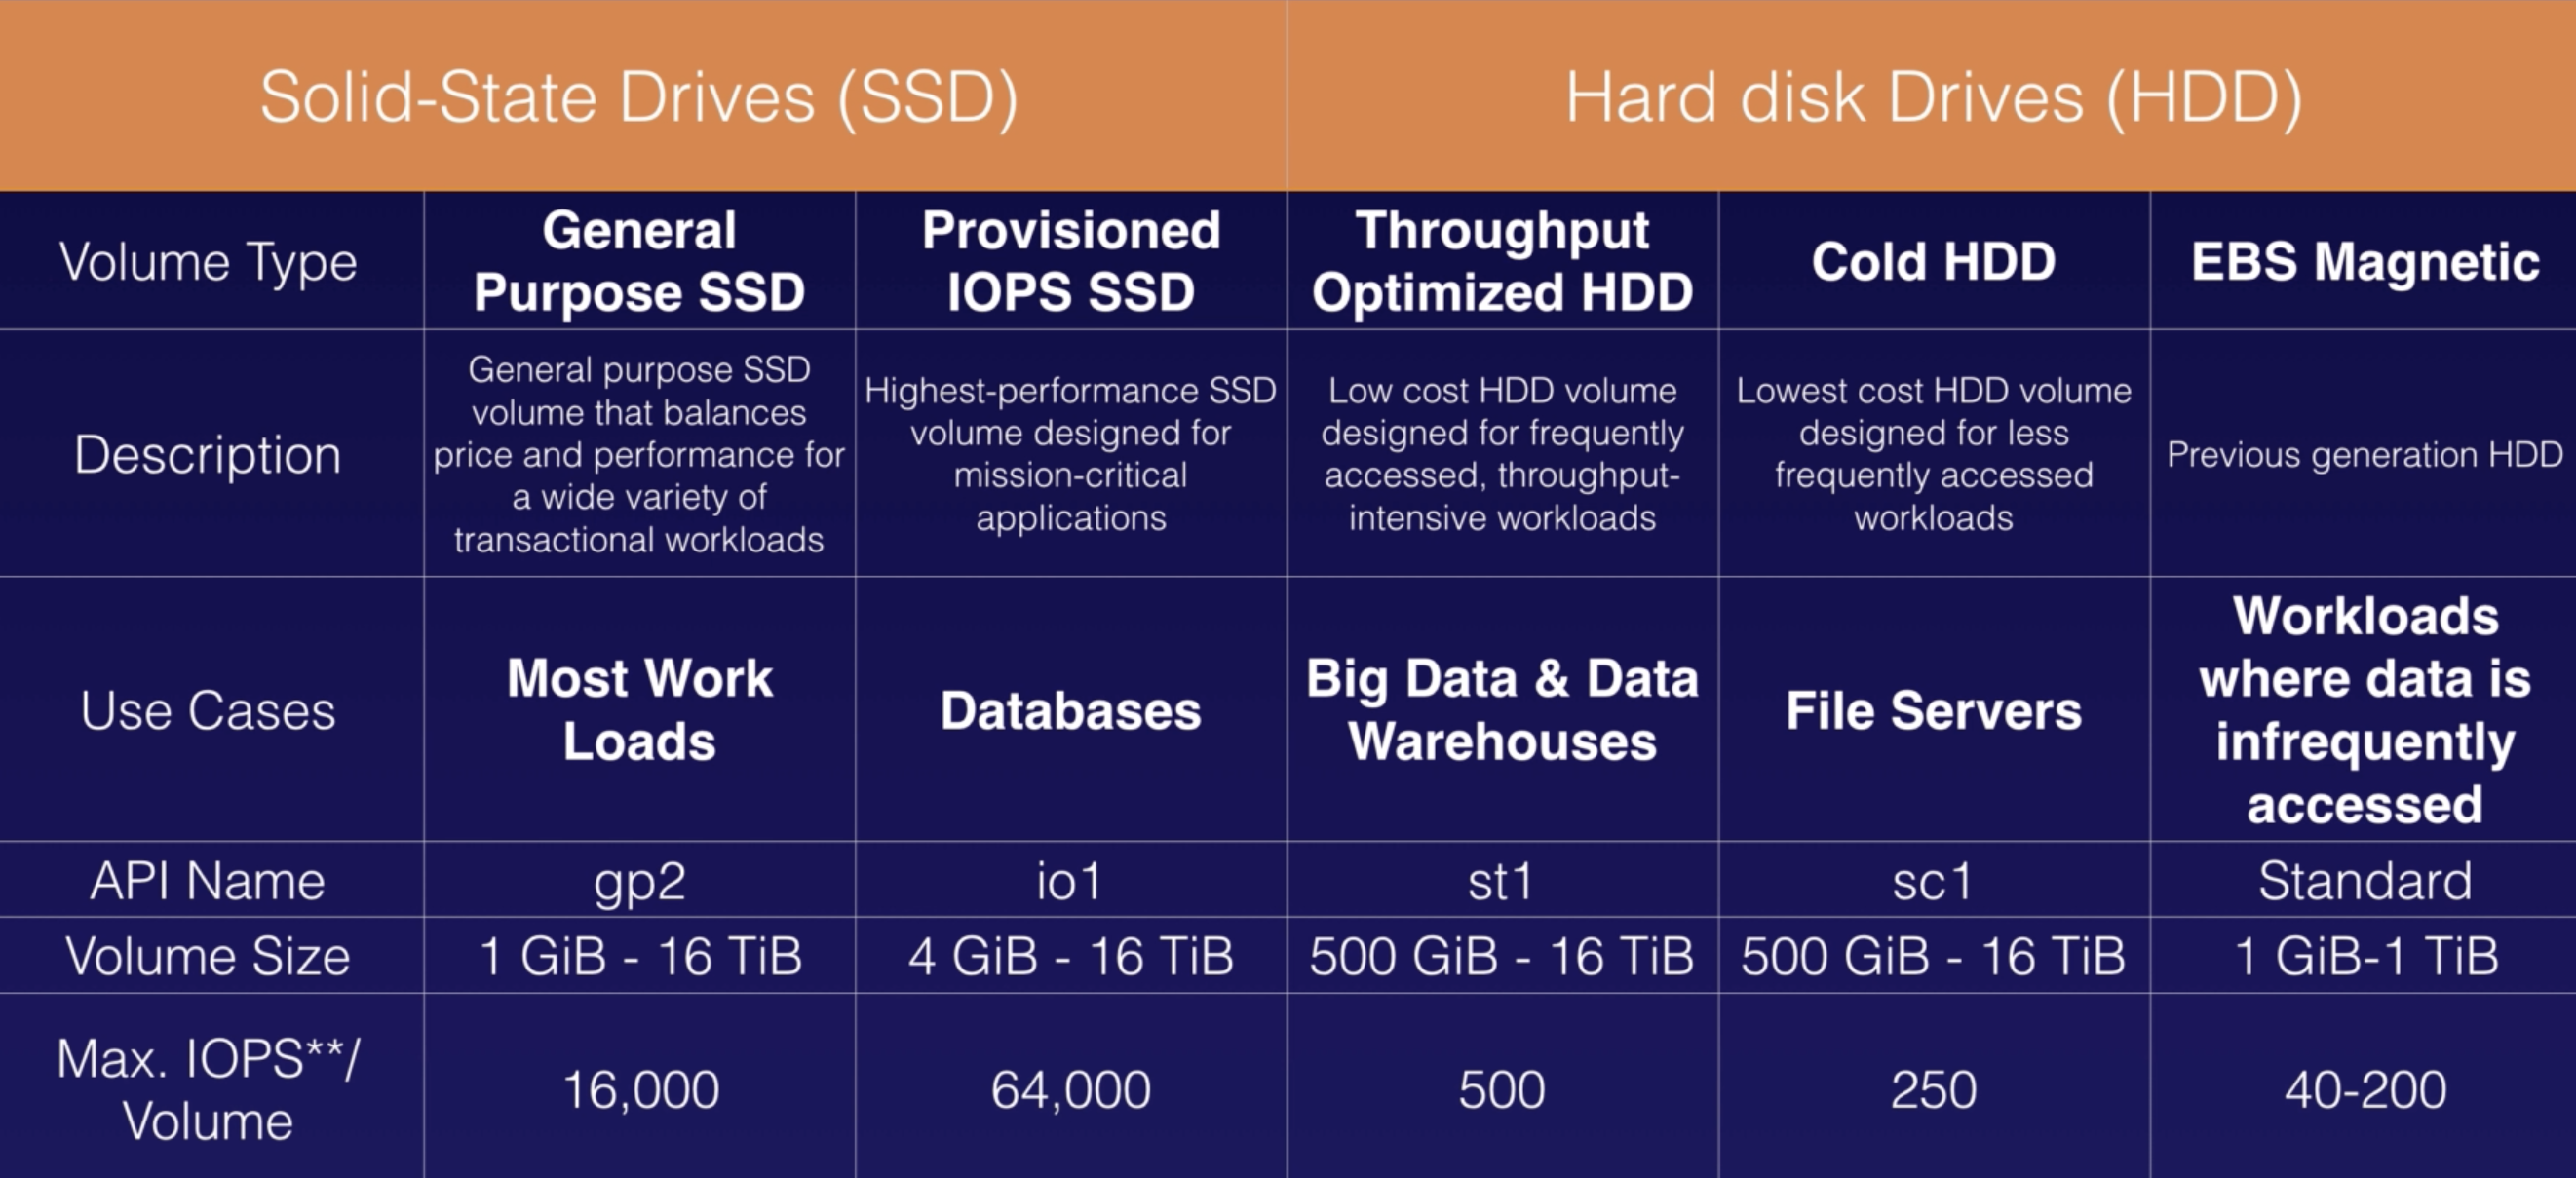 Solid-State Drives (SSD)
Hard disk Drives (HDD)
Volume Type
General
Purpose SSD
Provisioned
IOPS SSD
Throughput
Optimized HDD
Cold HDD
EBS Magnetic
Description
General purpose SSD
volume that balances
price and performance for
a wide variety of
transactional workloads
Highest-performance SSD
volume designed for
mission-critical
applications
Low cost HDD volume
designed for frequently
accessed, throughput-
intensive workloads
Lowest cost HDD volume
designed for less
frequently accessed
workloads
Previous generation HDD
Use Cases
Most Work
Loads
Databases
Big Data & Data
Warehouses
File Servers
Workloads
where data is
infrequently
accessed
API Name
gp2
io1
st1
sc1
Standard
Volume Size
1 GiB - 16 TiB
4 GiB - 16 TiB
500 GiB - 16 TiB
500 GiB - 16 TiB
1 GiB-1 TiB
Max. IOPS**/
Volume
16,000
64,000
500
250
40-200